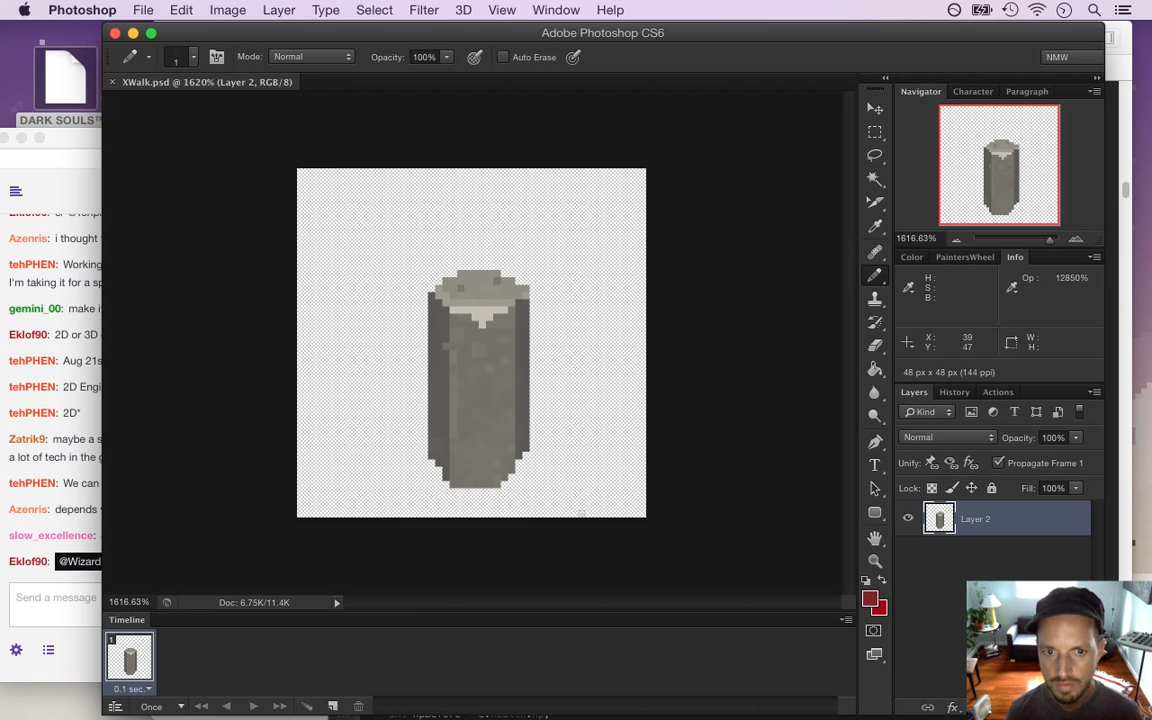 Photoshop File Edit Image Layer Type Select Filter 3D View Window Help
Adobe Photoshop CS6
1 Mode: Normal Opacity: 100% Auto Erase NMW
× XWalk.psd @ 1620% (Layer 2, RGB/8)
DARK SOULS™
Azenris: i thought
tehPHEN: Working
I'm taking it for a sp
gemini_00: make i
Eklof90: 2D or 3D
tehPHEN: Aug 21s
tehPHEN: 2D Engi
tehPHEN: 2D*
Zatrik9: maybe a s
a lot of tech in the g
tehPHEN: We can
Azenris: depends
slow_excellence:
Eklof90: @Wizard
Send a message
Navigator Character Paragraph
1616.63%
Color PaintersWheel Info
H: Op: 12850%
S:
B:
X: 39 W:
Y: 47 H:
48 px x 48 px (144 ppi)
Layers History Actions
Kind
Normal Opacity: 100%
Unify: Propagate Frame 1
Lock: Fill: 100%
Layer 2
fx
1616.63% Doc: 6.75K/11.4K
Timeline
1
0.1 sec.
Once